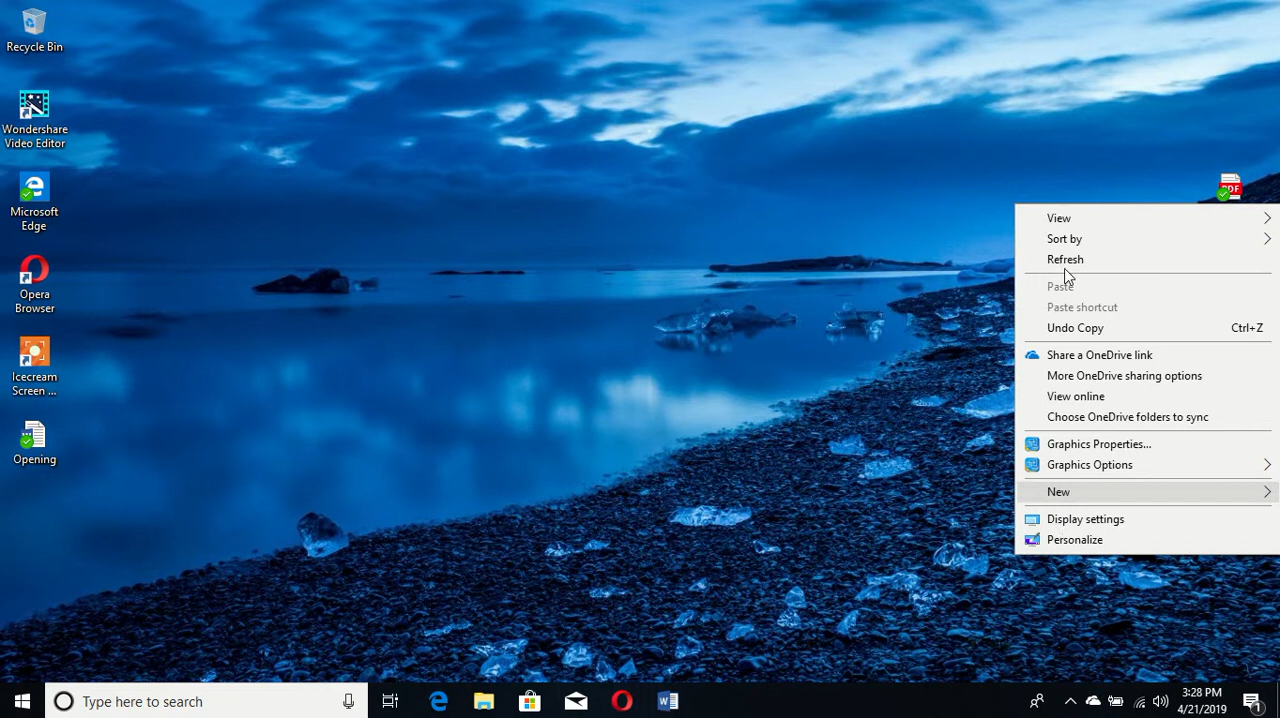 Recycle Bin
Wondershare
Video Editor
Microsoft
Edge
Opera
Browser
Icecream
Screen ...
Opening
PDF
View
Sort by
Refresh
Paste
Paste shortcut
Undo Copy Ctrl+Z
Share a OneDrive link
More OneDrive sharing options
View online
Choose OneDrive folders to sync
Graphics Properties...
Graphics Options
New
Display settings
Personalize
Type here to search
3:28 PM
4/21/2019
1